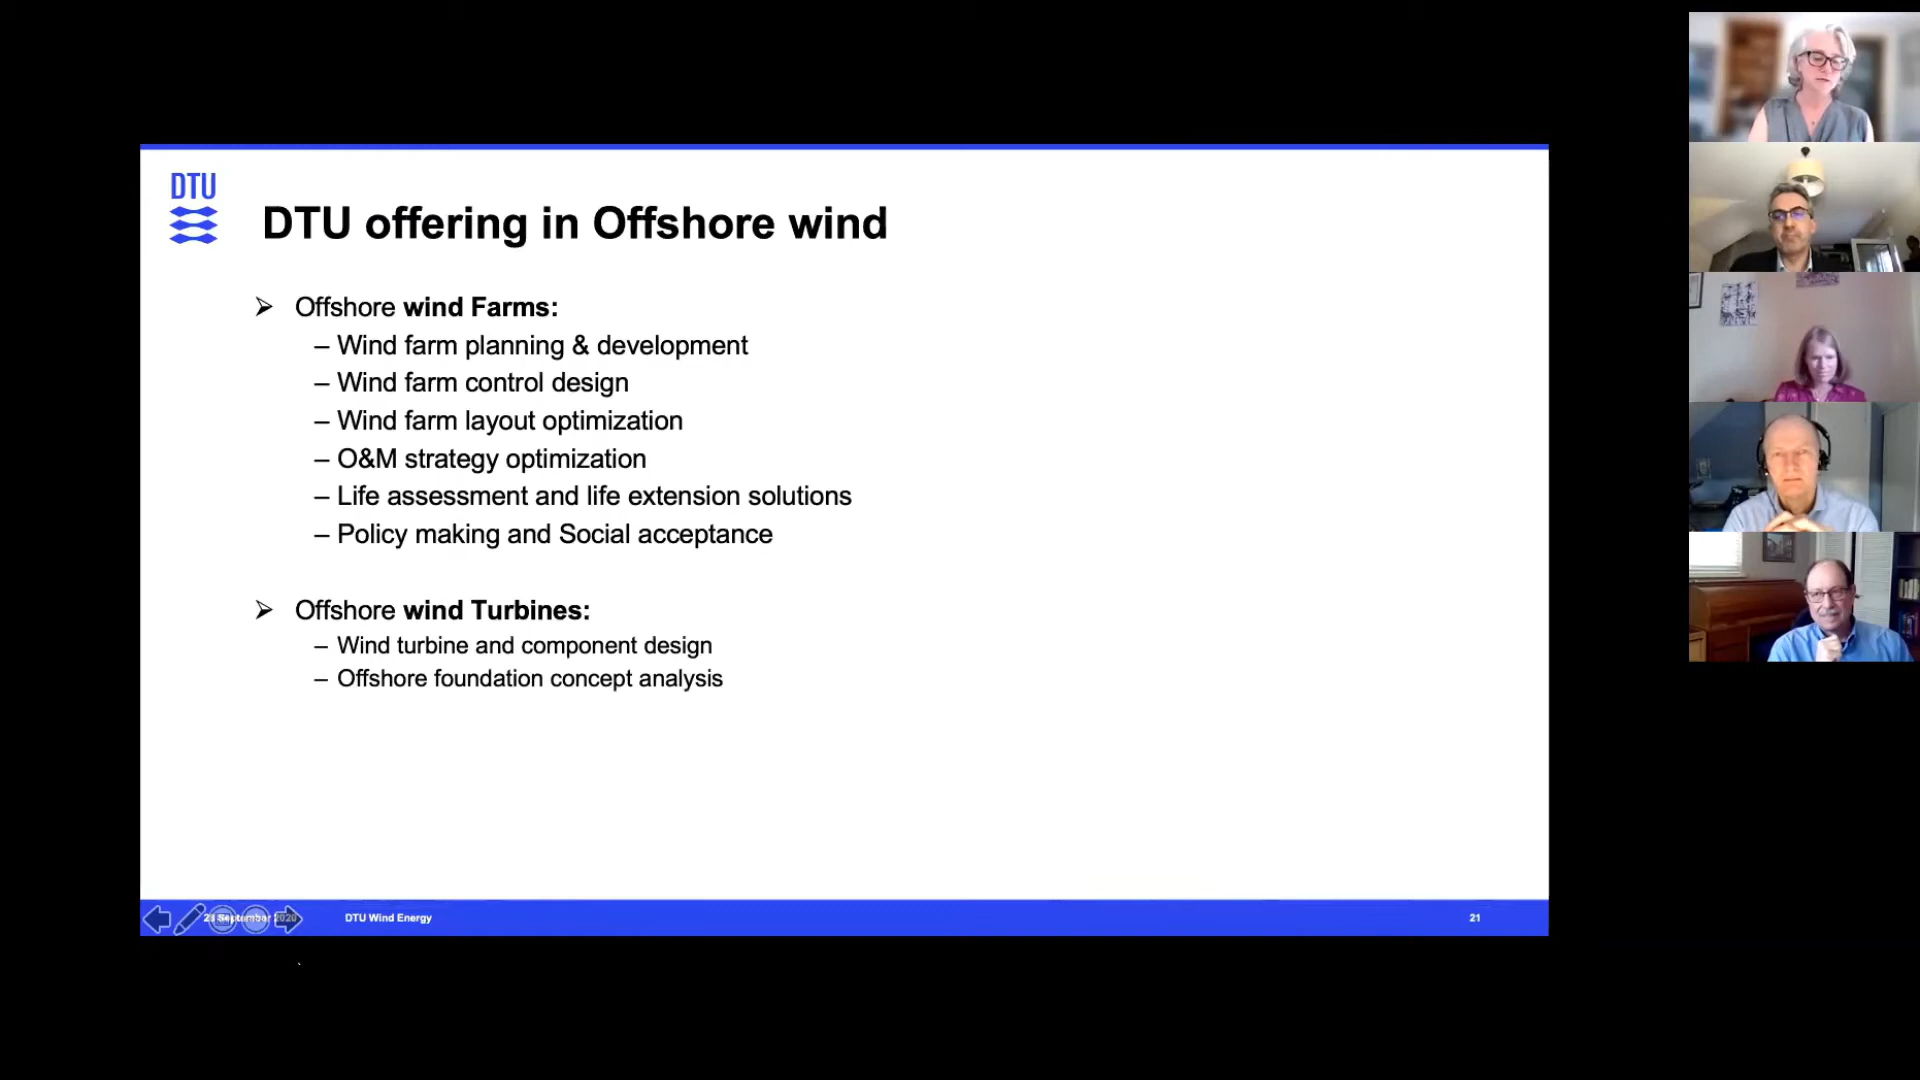 DTU
DTU offering in Offshore wind
➢ Offshore wind Farms:
– Wind farm planning & development
– Wind farm control design
– Wind farm layout optimization
– O&M strategy optimization
– Life assessment and life extension solutions
– Policy making and Social acceptance
➢ Offshore wind Turbines:
– Wind turbine and component design
– Offshore foundation concept analysis
September 2020
DTU Wind Energy
21